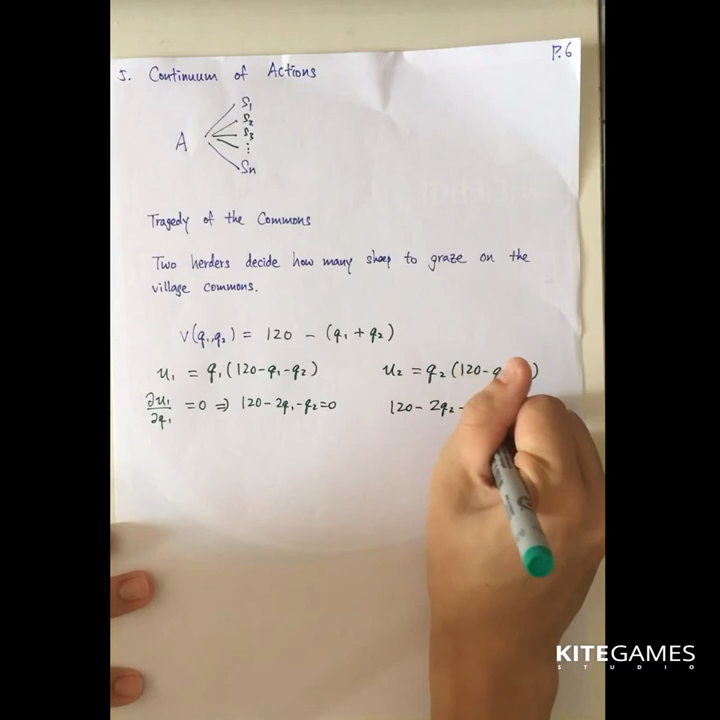 P.6
5. Continuum of Actions
S1
S2
S3
A
...
Sn
Tragedy of the Commons
Two herders decide how many sheep to graze on the
village commons.
V(q₁,q₂) = 120 - (q₁ + q₂)
u₁ = q₁(120-q₁-q₂) u₂ = q₂(120-q )
∂u₁/∂q₁ = 0 ⇒ 120-2q₁-q₂=0 120-2q₂-
KITEGAMES
STUDIO